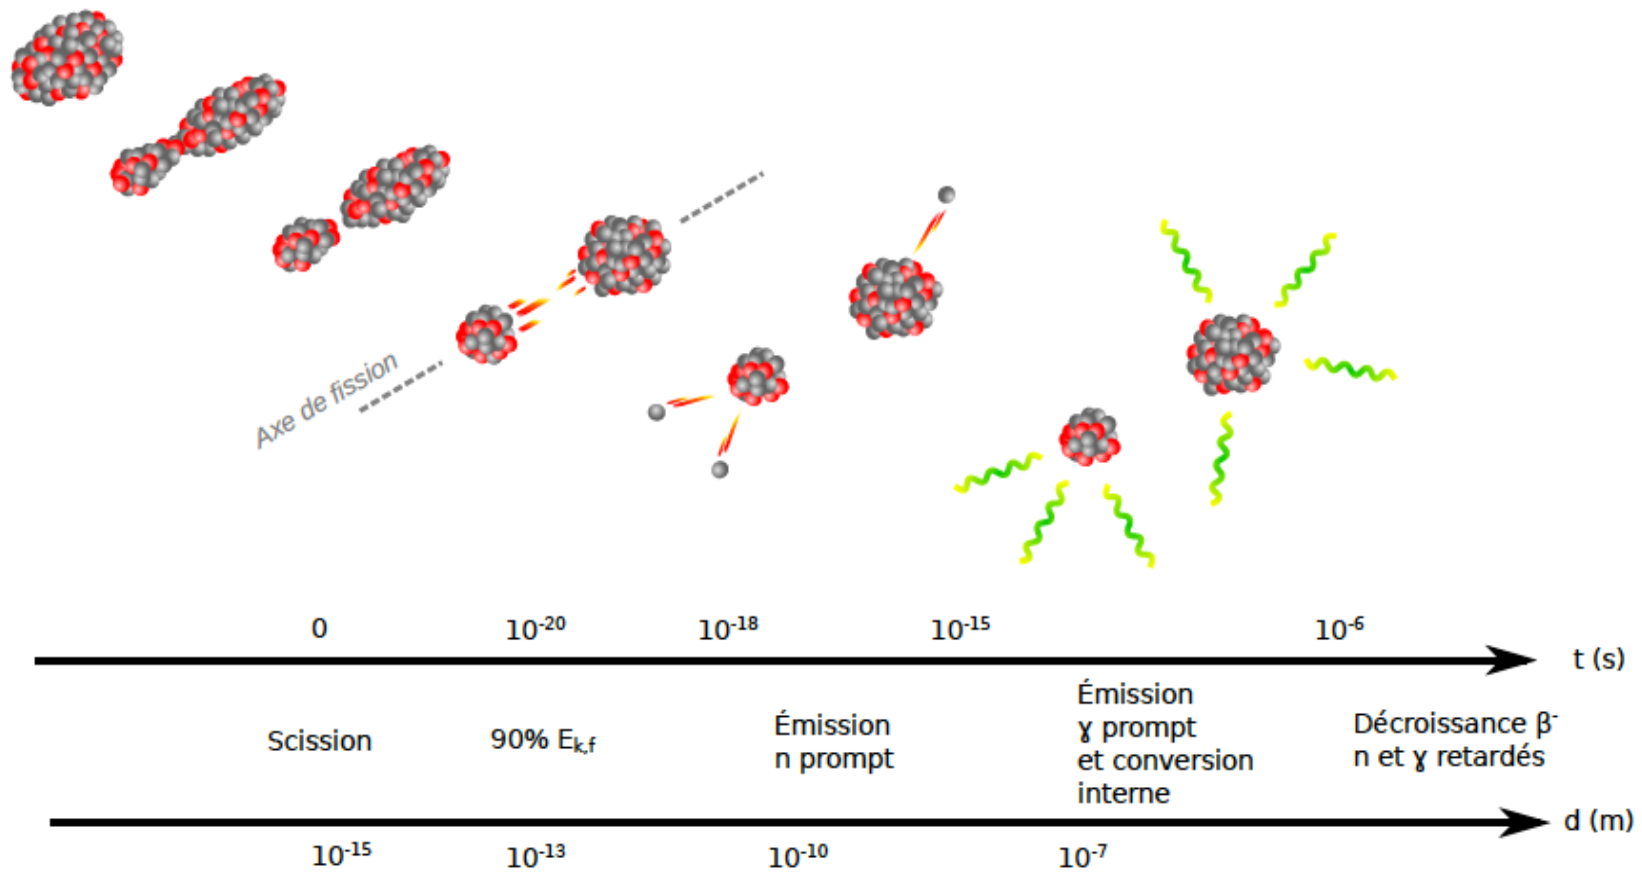 Axe de fission
0
10-20
10-18
10-15
10-6
t (s)
Scission
90% Ek,f
Émission
n prompt
Émission
ɣ prompt
et conversion
interne
Décroissance β-
n et ɣ retardés
d (m)
10-15
10-13
10-10
10-7